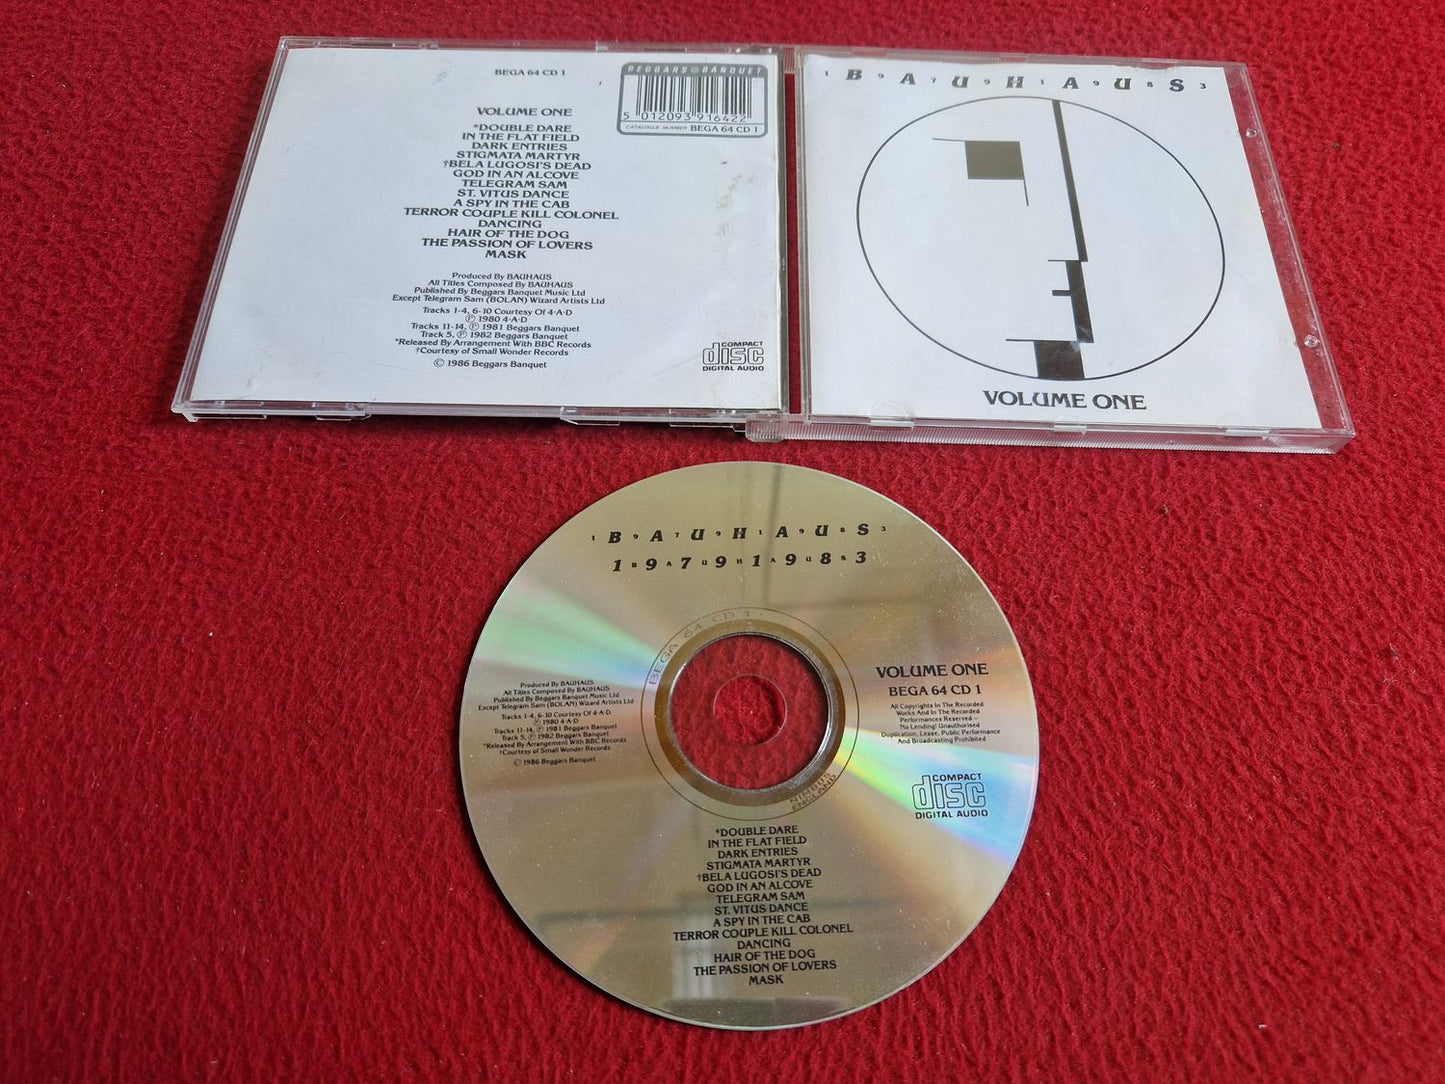 BEGA 64 CD 1
BEGGARS BANQUET
5 012093 916422
CATALOGUE NUMBER BEGA 64 CD 1
VOLUME ONE
*DOUBLE DARE
IN THE FLAT FIELD
DARK ENTRIES
STIGMATA MARTYR
†BELA LUGOSI'S DEAD
GOD IN AN ALCOVE
TELEGRAM SAM
ST. VITUS DANCE
A SPY IN THE CAB
TERROR COUPLE KILL COLONEL
DANCING
HAIR OF THE DOG
THE PASSION OF LOVERS
MASK
Produced By BAUHAUS
All Titles Composed By BAUHAUS
Published By Beggars Banquet Music Ltd
Except Telegram Sam (BOLAN) Wizard Artists Ltd
Tracks 1-4, 6-10 Courtesy Of 4·A·D
℗ 1980 4·A·D
Tracks 11-14, ℗ 1981 Beggars Banquet
Track 5, ℗ 1982 Beggars Banquet
*Released By Arrangement With BBC Records
†Courtesy of Small Wonder Records
© 1986 Beggars Banquet
COMPACT
disc
DIGITAL AUDIO
1 B 9 A 7 U 9 H 1 A 9 U 8 S 3
VOLUME ONE
1 B 9 A 7 U 9 H 1 A 9 U 8 S 3
1 B 9 A 7 U 9 H 1 A 9 U 8 S 3
BEGA 64 CD 1
NIMBUS
ENGLAND
Produced By BAUHAUS
All Titles Composed By BAUHAUS
Published By Beggars Banquet Music Ltd
Except Telegram Sam (BOLAN) Wizard Artists Ltd
Tracks 1-4, 6-10 Courtesy Of 4·A·D
℗ 1980 4·A·D
Tracks 11-14, ℗ 1981 Beggars Banquet
Track 5, ℗ 1982 Beggars Banquet
*Released By Arrangement With BBC Records
†Courtesy of Small Wonder Records
© 1986 Beggars Banquet
VOLUME ONE
BEGA 64 CD 1
All Copyrights In The Recorded
Works And In The Recorded
Performances Reserved –
No Lending! Unauthorised
Duplication, Lease, Public Performance
And Broadcasting Prohibited
COMPACT
disc
DIGITAL AUDIO
*DOUBLE DARE
IN THE FLAT FIELD
DARK ENTRIES
STIGMATA MARTYR
†BELA LUGOSI'S DEAD
GOD IN AN ALCOVE
TELEGRAM SAM
ST. VITUS DANCE
A SPY IN THE CAB
TERROR COUPLE KILL COLONEL
DANCING
HAIR OF THE DOG
THE PASSION OF LOVERS
MASK